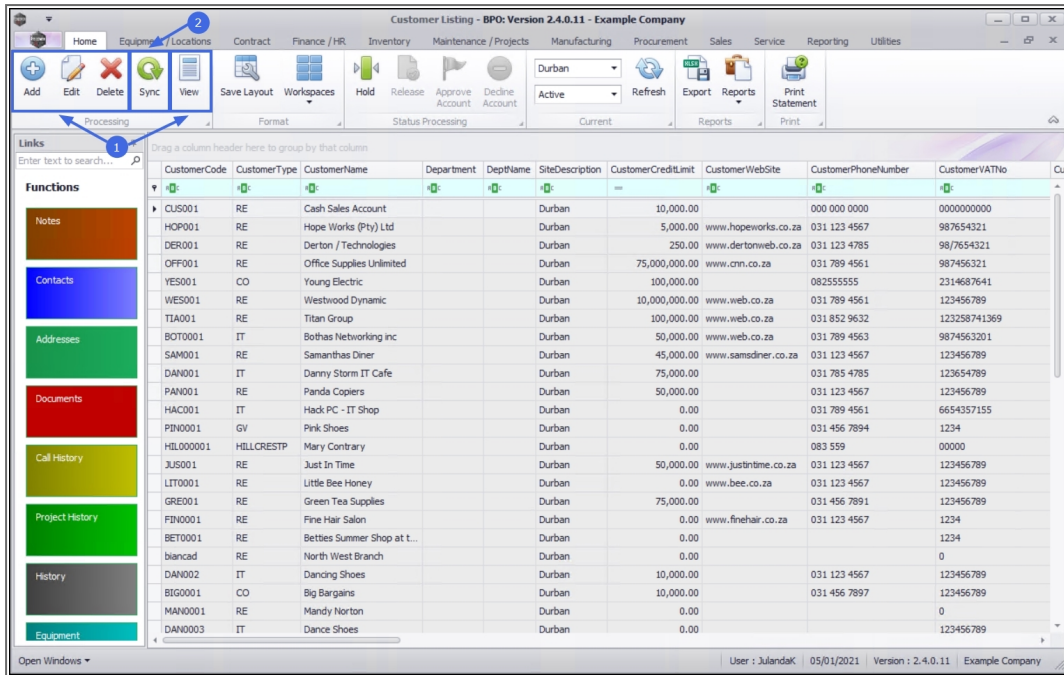 Customer Listing - BPO: Version 2.4.0.11 - Example Company
2
Home Equipment / Locations Contract Finance / HR Inventory Maintenance / Projects Manufacturing Procurement Sales Service Reporting Utilities
Add Edit Delete Sync View Save Layout Workspaces Hold Release Approve Account Decline Account Durban Active Refresh Export Reports Print Statement
Processing Format Status Processing Current Reports Print
1
Links
Drag a column header here to group by that column
Enter text to search...
CustomerCode CustomerType CustomerName Department DeptName SiteDescription CustomerCreditLimit CustomerWebSite CustomerPhoneNumber CustomerVATNo Cu
Functions
Notes
Contacts
Addresses
Documents
Call History
Project History
History
Equipment
CUS001 RE Cash Sales Account Durban 10,000.00 000 000 0000 0000000000
HOP001 RE Hope Works (Pty) Ltd Durban 5,000.00 www.hopeworks.co.za 031 123 4567 987654321
DER001 RE Derton / Technologies Durban 250.00 www.dertonweb.co.za 031 123 4785 98/7654321
OFF001 RE Office Supplies Unlimited Durban 75,000,000.00 www.cnn.co.za 031 789 4561 987456321
YES001 CO Young Electric Durban 100,000.00 082555555 2314687641
WES001 RE Westwood Dynamic Durban 10,000,000.00 www.web.co.za 031 789 4561 123456789
TIA001 RE Titan Group Durban 100,000.00 www.web.co.za 031 852 9632 123258741369
BOT0001 IT Bothas Networking inc Durban 50,000.00 www.web.co.za 031 789 4563 9874563201
SAM001 RE Samanthas Diner Durban 45,000.00 www.samsdiner.co.za 031 123 4567 123456789
DAN001 IT Danny Storm IT Cafe Durban 75,000.00 031 785 4785 123654789
PAN001 RE Panda Copiers Durban 50,000.00 031 123 4567 123456789
HAC001 IT Hack PC - IT Shop Durban 0.00 031 789 4561 6654357155
PIN0001 GV Pink Shoes Durban 0.00 031 456 7894 1234
HIL000001 HILLCRESTP Mary Contrary Durban 0.00 083 559 00000
JUS001 RE Just In Time Durban 50,000.00 www.justintime.co.za 031 123 4567 123456789
LIT0001 RE Little Bee Honey Durban 0.00 www.bee.co.za 031 123 4567 123456789
GRE001 RE Green Tea Supplies Durban 75,000.00 031 456 7891 123456789
FIN0001 RE Fine Hair Salon Durban 0.00 www.finehair.co.za 031 123 4567 1234
BET0001 RE Betties Summer Shop at t... Durban 0.00 1234
biancad RE North West Branch Durban 0.00 0
DAN002 IT Dancing Shoes Durban 10,000.00 031 123 4567 123456789
BIG0001 CO Big Bargains Durban 10,000.00 031 456 7897 123456789
MAN0001 RE Mandy Norton Durban 0.00 0
DAN0003 IT Dance Shoes Durban 0.00 123456789
Open Windows User : JulandaK 05/01/2021 Version : 2.4.0.11 Example Company